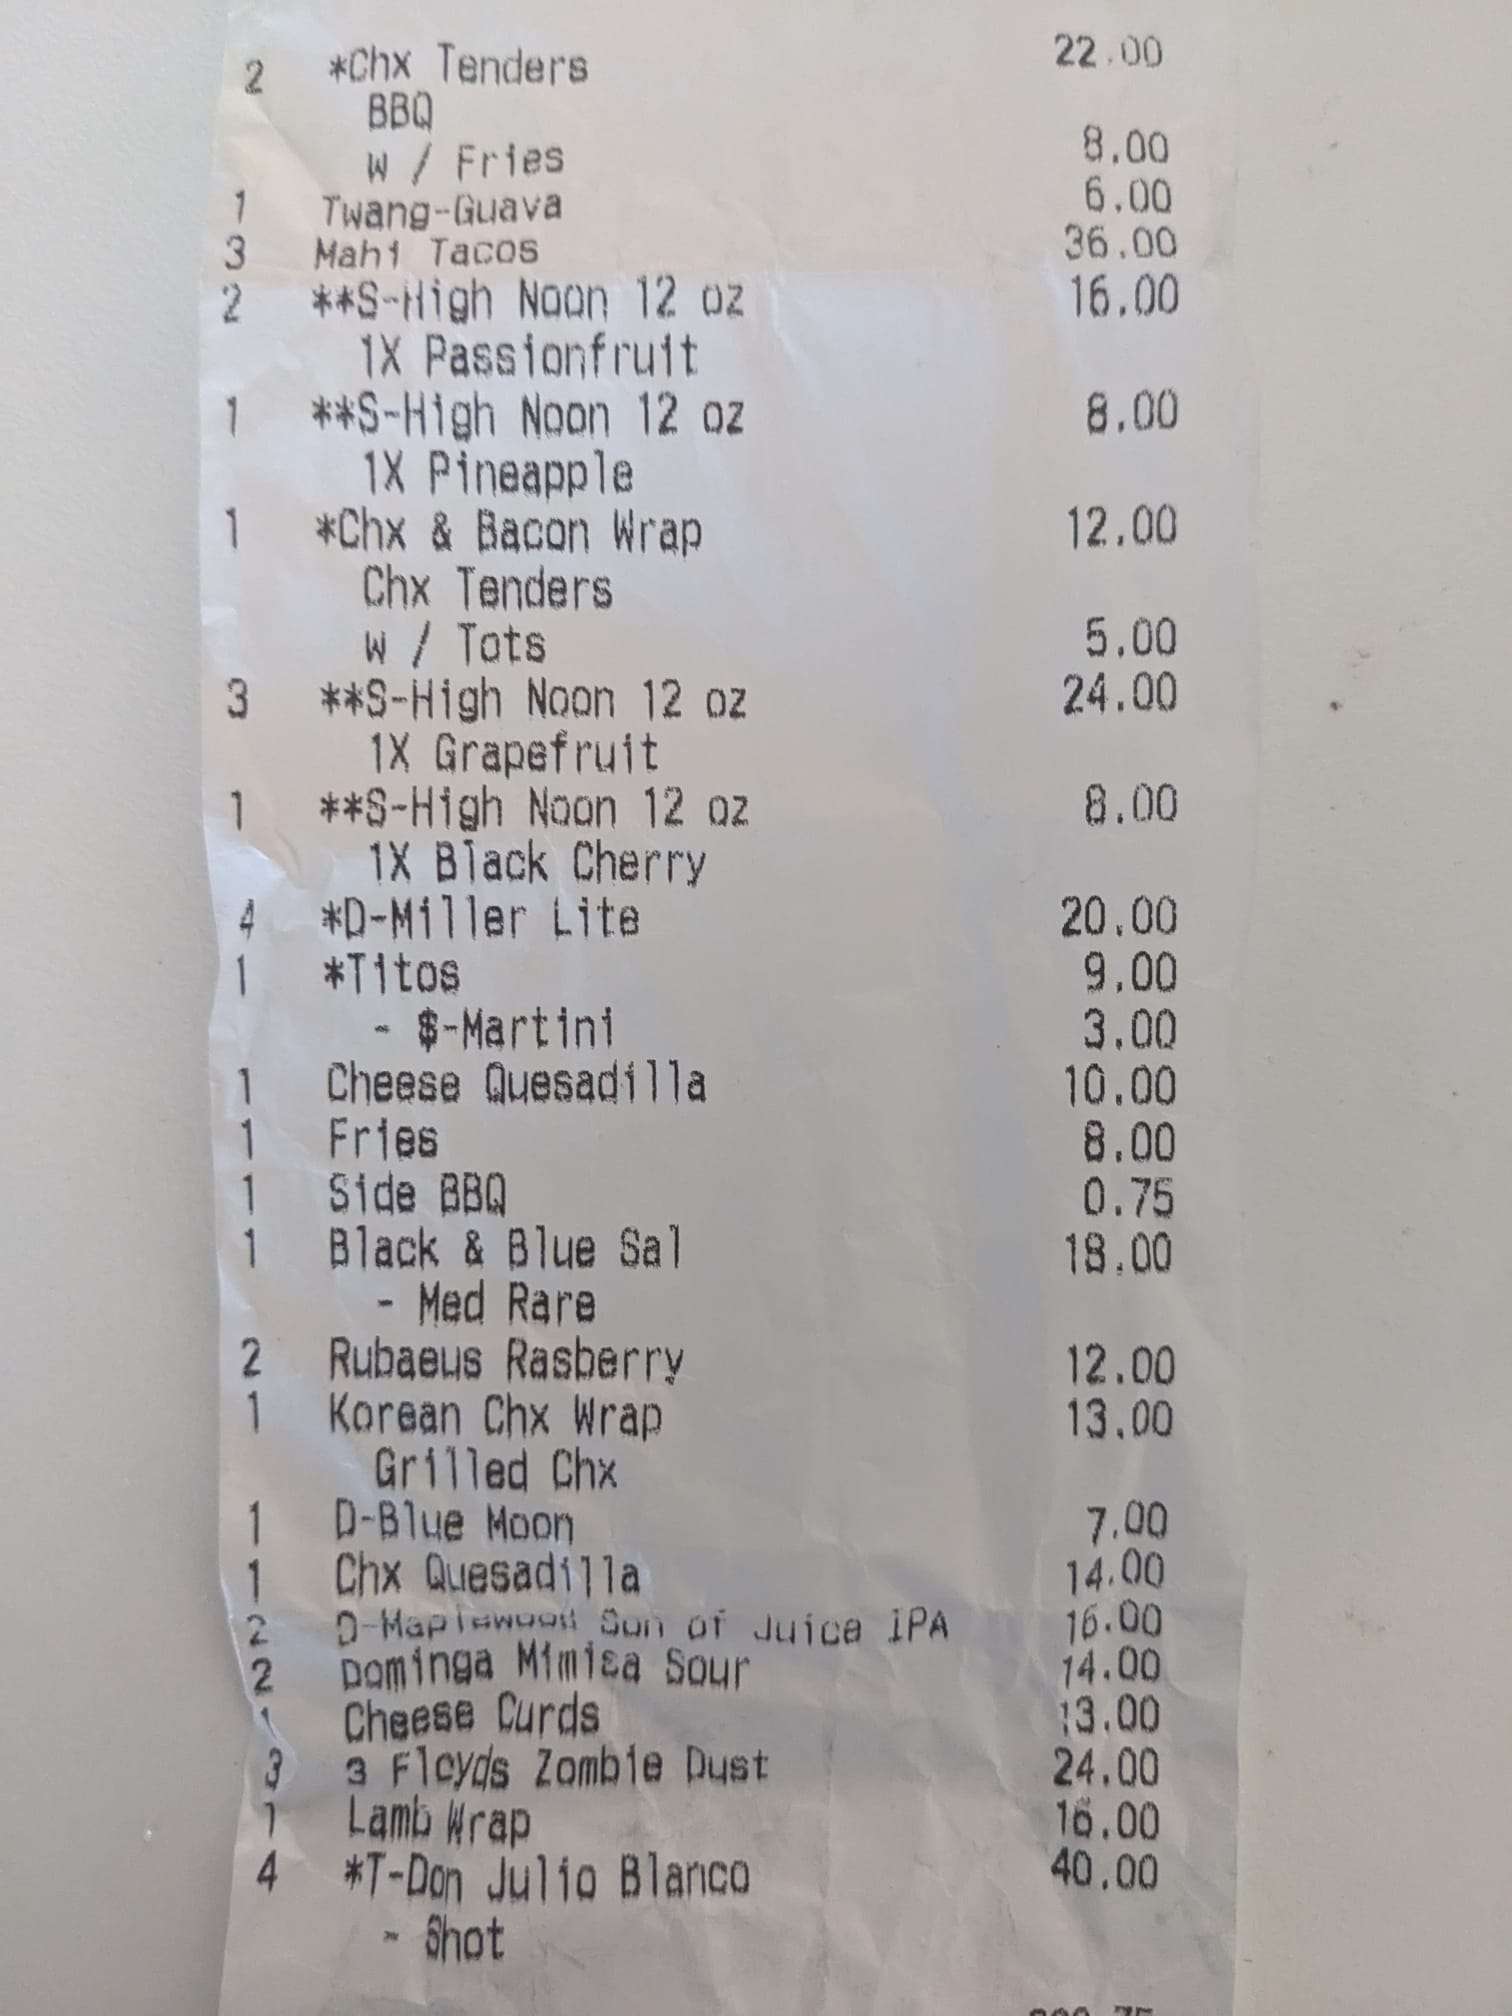 2 *Chx Tenders 22.00
BBQ
W / Fries 8.00
1 Twang-Guava 6.00
3 Mahi Tacos 36.00
2 **S-High Noon 12 oz 16.00
1X Passionfruit
1 **S-High Noon 12 oz 8.00
1X Pineapple
1 *Chx & Bacon Wrap 12.00
Chx Tenders
W / Tots 5.00
3 **S-High Noon 12 oz 24.00
1X Grapefruit
1 **S-High Noon 12 oz 8.00
1X Black Cherry
4 *D-Miller Lite 20.00
1 *Titos 9.00
- $-Martini 3.00
1 Cheese Quesadilla 10.00
1 Fries 8.00
1 Side BBQ 0.75
1 Black & Blue Sal 18.00
- Med Rare
2 Rubaeus Rasberry 12.00
1 Korean Chx Wrap 13.00
Grilled Chx
1 D-Blue Moon 7.00
1 Chx Quesadilla 14.00
2 D-Maplewood Son of Juice IPA 16.00
2 Dominga Mimisa Sour 14.00
1 Cheese Curds 13.00
3 3 Floyds Zombie Dust 24.00
1 Lamb Wrap 16.00
4 *T-Don Julio Blanco 40.00
- Shot